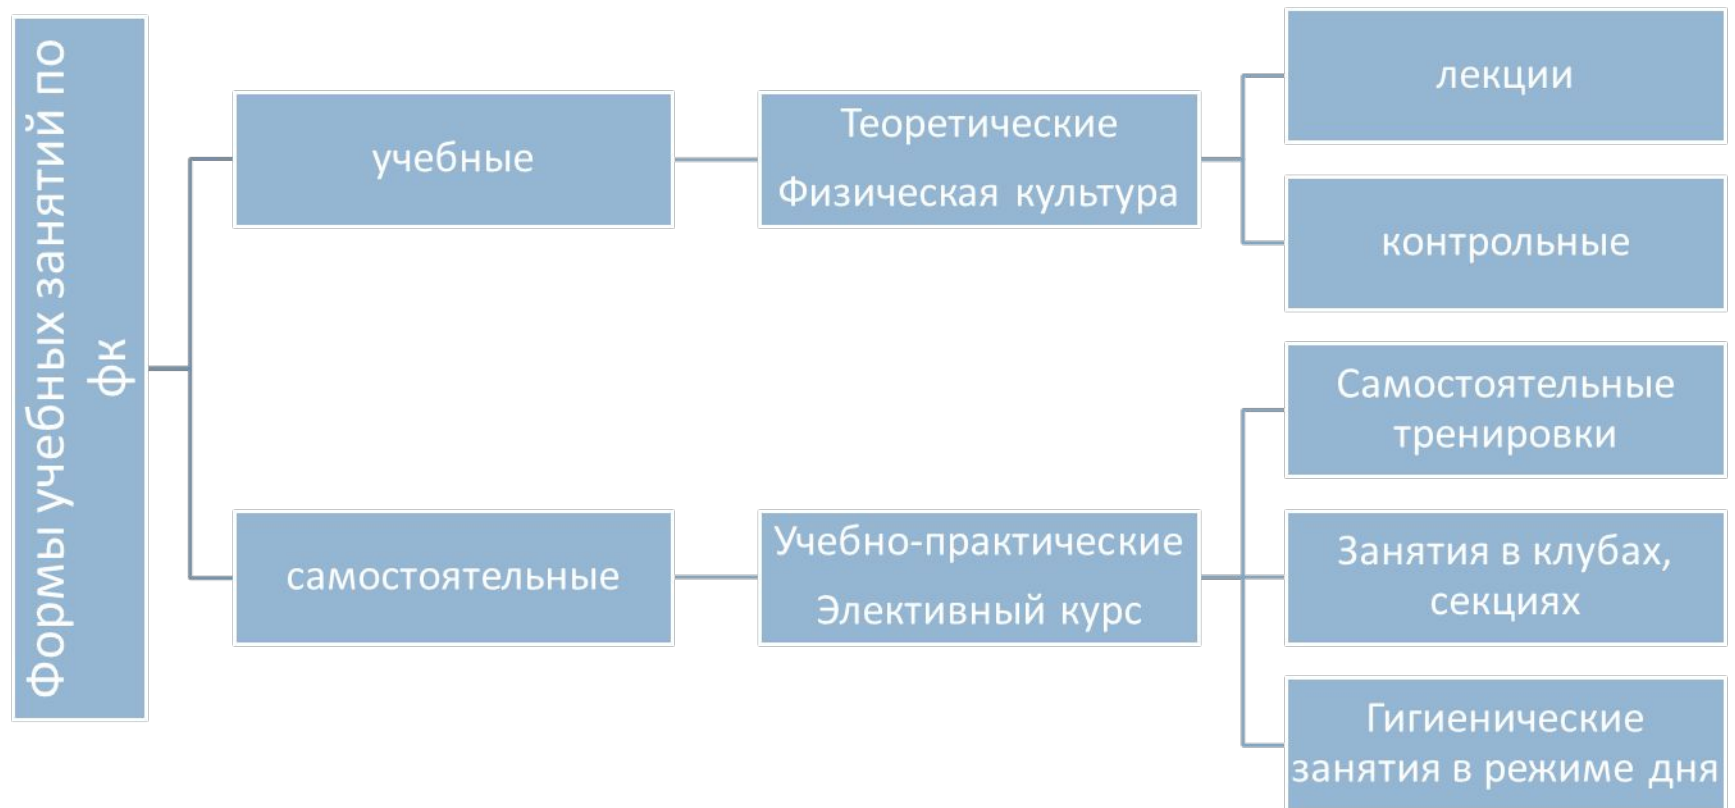 Формы учебных занятий по
фк
учебные
Теоретические
Физическая культура
лекции
контрольные
самостоятельные
Учебно-практические
Элективный курс
Самостоятельные
тренировки
Занятия в клубах,
секциях
Гигиенические
занятия в режиме дня